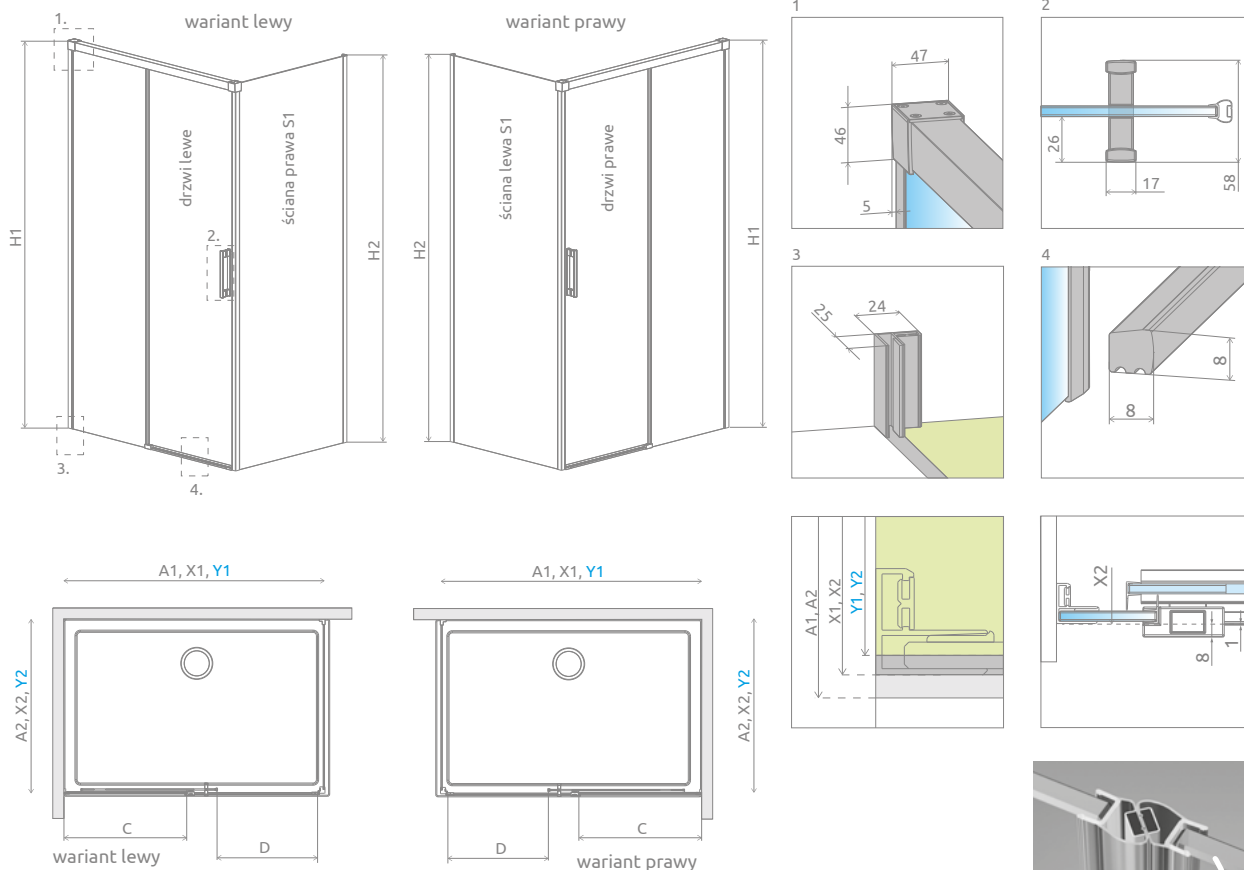 wariant lewy
wariant prawy
1.
H1
drzwi lewe
ściana prawa S1
2.
H2
3.
4.
H2
ściana lewa S1
drzwi prawe
H1
1
47
46
5
2
26
17
58
3
25
24
4
8
8
A1, X1, Y1
A2, X2, Y2
C
D
wariant lewy
A1, X1, Y1
A2, X2, Y2
D
C
wariant prawy
A1, A2
X1, X2
Y1, Y2
X2
8
1